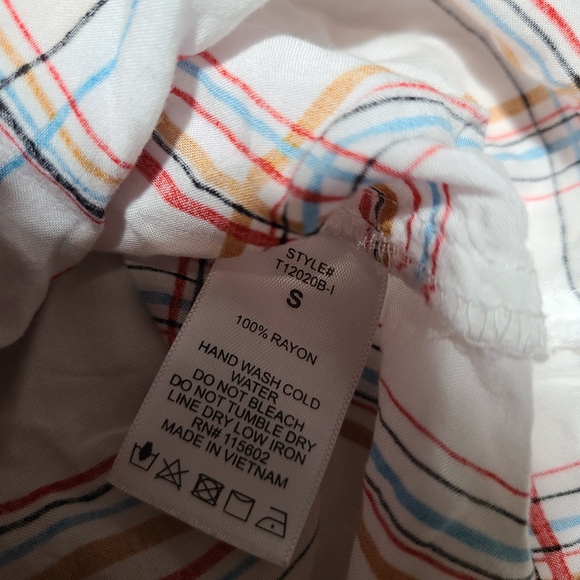 STYLE#
T12020B-I
S
100% RAYON
HAND WASH COLD
WATER
DO NOT BLEACH
DO NOT TUMBLE DRY
LINE DRY LOW IRON
RN# 115602
MADE IN VIETNAM